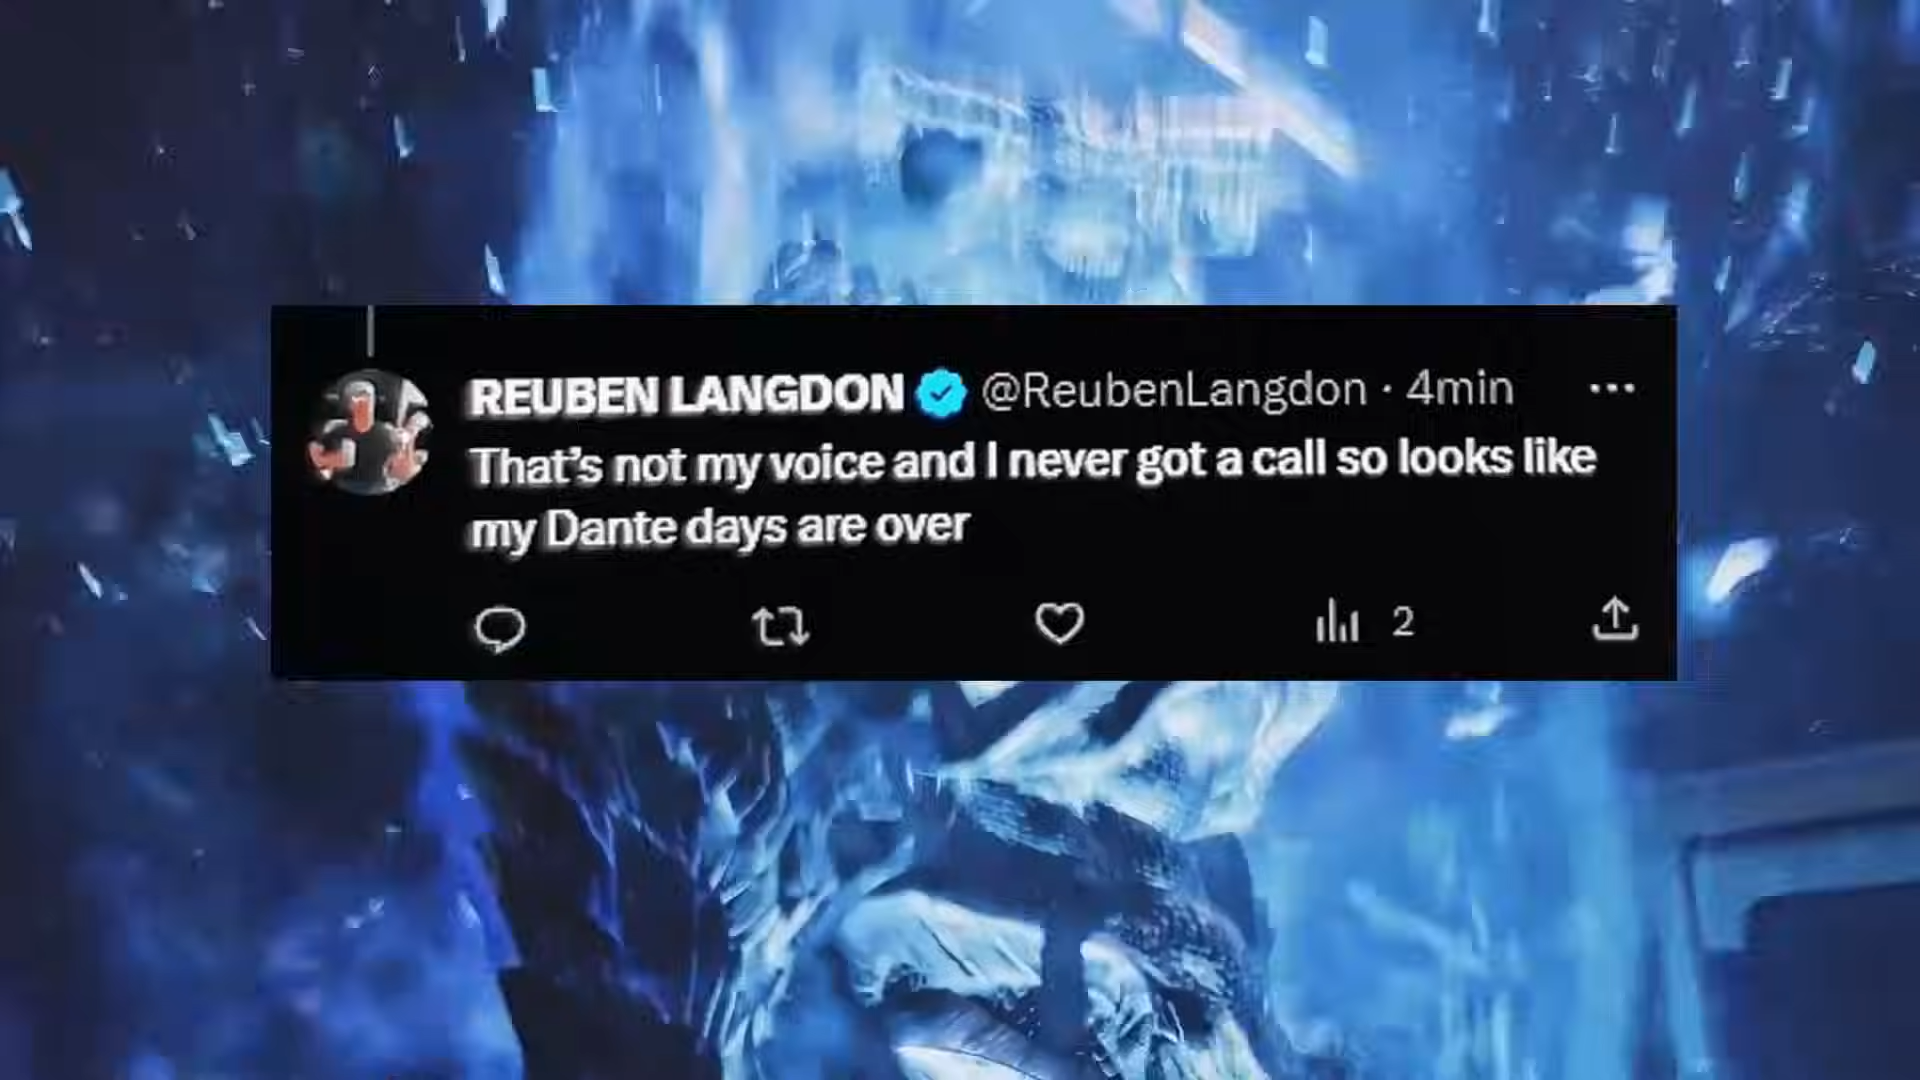 REUBEN LANGDON @ReubenLangdon · 4min
That's not my voice and I never got a call so looks like
my Dante days are over
2